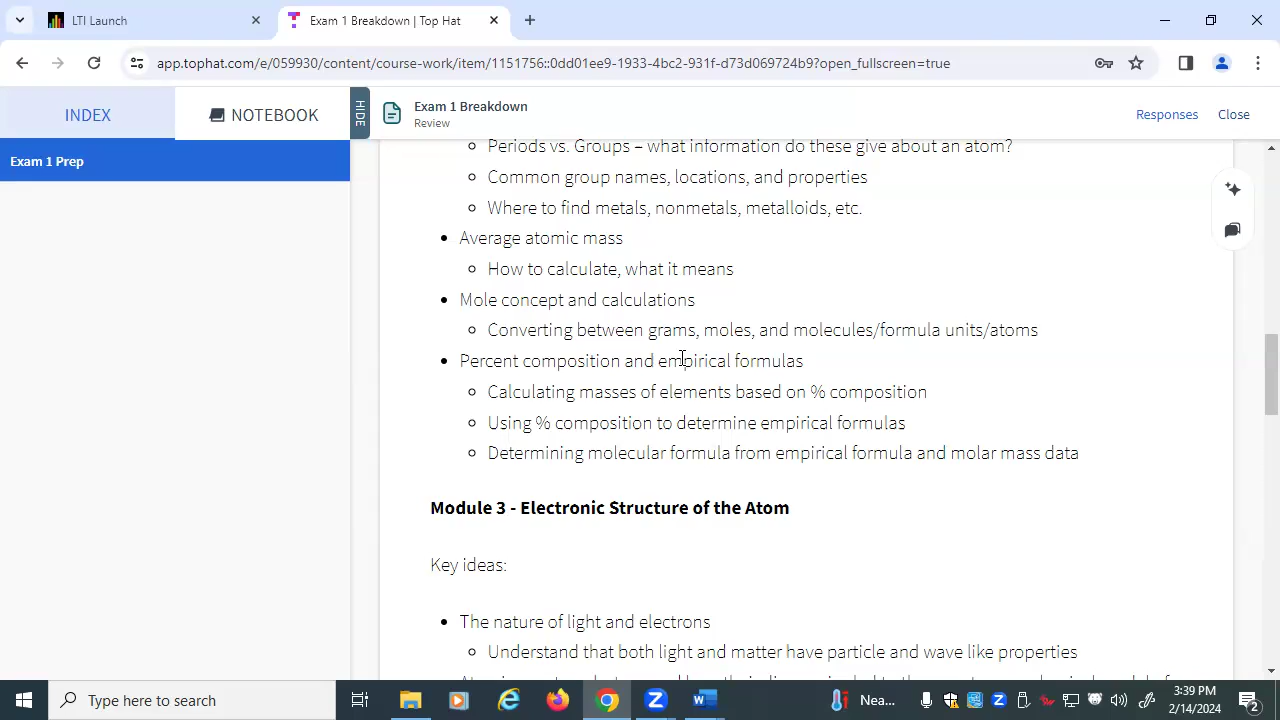 LTI Launch
Exam 1 Breakdown | Top Hat
app.tophat.com/e/059930/content/course-work/item/1151756::0dd01ee9-1933-4bc2-931f-d73d069724b9?open_fullscreen=true
INDEX
NOTEBOOK
HIDE
Exam 1 Breakdown
Review
Responses
Close
Exam 1 Prep
Periods vs. Groups – what information do these give about an atom?
Common group names, locations, and properties
Where to find metals, nonmetals, metalloids, etc.
Average atomic mass
How to calculate, what it means
Mole concept and calculations
Converting between grams, moles, and molecules/formula units/atoms
Percent composition and empirical formulas
Calculating masses of elements based on % composition
Using % composition to determine empirical formulas
Determining molecular formula from empirical formula and molar mass data
Module 3 - Electronic Structure of the Atom
Key ideas:
The nature of light and electrons
Understand that both light and matter have particle and wave like properties
Type here to search
Nea...
3:39 PM
2/14/2024
2